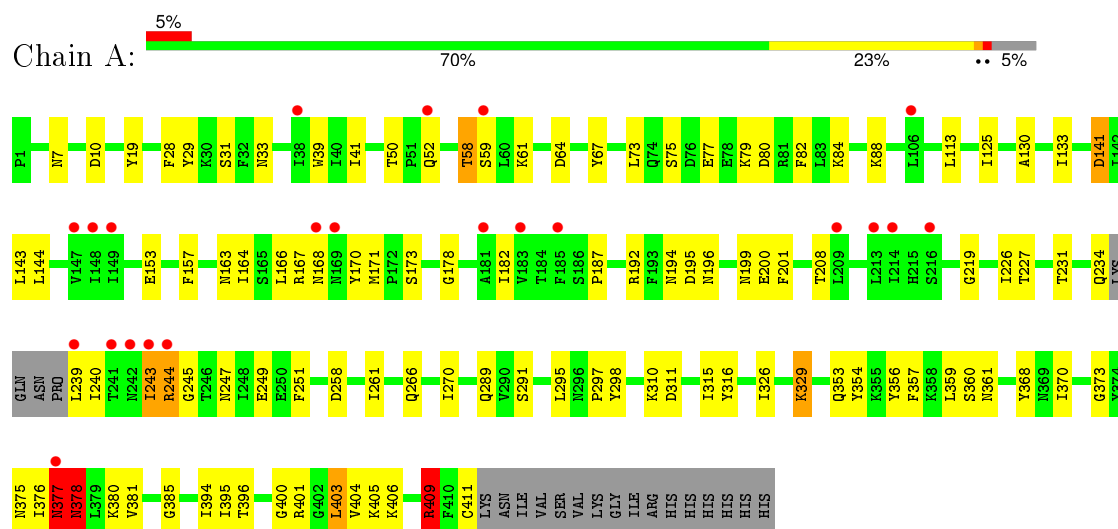 5%
Chain A:
70%
23%
••
5%
P1 N7 D10 Y19 F28 Y29 K30 S31 F32 N33 I38 W39 I40 I41 T50 P51 Q52 T58 S59 L60 K61 D64 Y67 L73 Q74 S75 D76 E77 E78 K79 D80 R81 F82 L83 K84 K88 I106 L113 I125 A130 I133 D141 I142
L143 L144 V147 I148 I149 E153 F157 N163 I164 S165 L166 R167 N168 N169 Y170 M171 P172 S173 G178 A181 I182 V183 T184 F185 S186 P187 R192 F193 N194 D195 N196 N199 E200 F201 T208 L209 L213 I214 H215 S216 G219 I226 T227 T231 Q234 LYS
GLN ASN PRO L239 I240 T241 N242 I243 R244 G245 T246 N247 I248 E249 E250 F251 D258 I261 Q266 I270 Q289 V290 S291 L295 N296 P297 Y298 K310 D311 I315 Y316 I326 K329 Q353 Y354 K355 Y356 F357 K358 L359 S360 N361 Y368 N369 I370 G373 Y374
N375 I376 N377 N378 L379 K380 V381 G385 I394 I395 T396 G400 R401 G402 L403 V404 K405 K406 R409 F410 C411 LYS ASN ILE VAL SER VAL LYS GLY ILE ARG HIS HIS HIS HIS HIS HIS